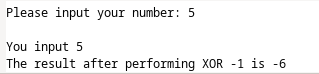 Please input your number: 5
You input 5
The result after performing XOR -1 is -6